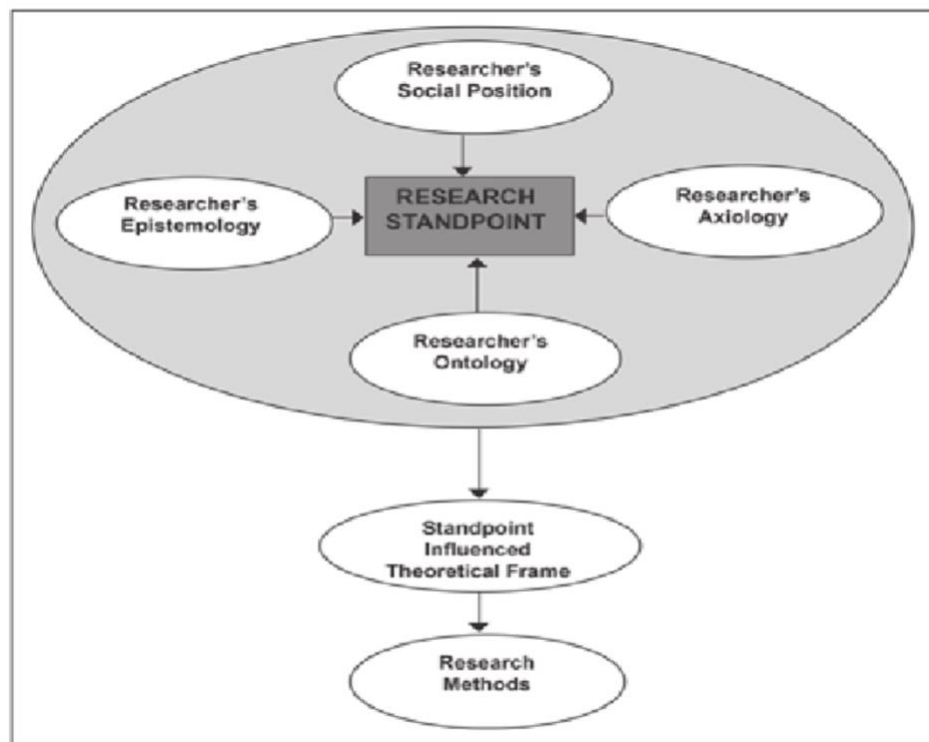 Researcher's
Social Position
Researcher's
Epistemology
RESEARCH
STANDPOINT
Researcher's
Axiology
Researcher's
Ontology
Standpoint
Influenced
Theoretical Frame
Research
Methods